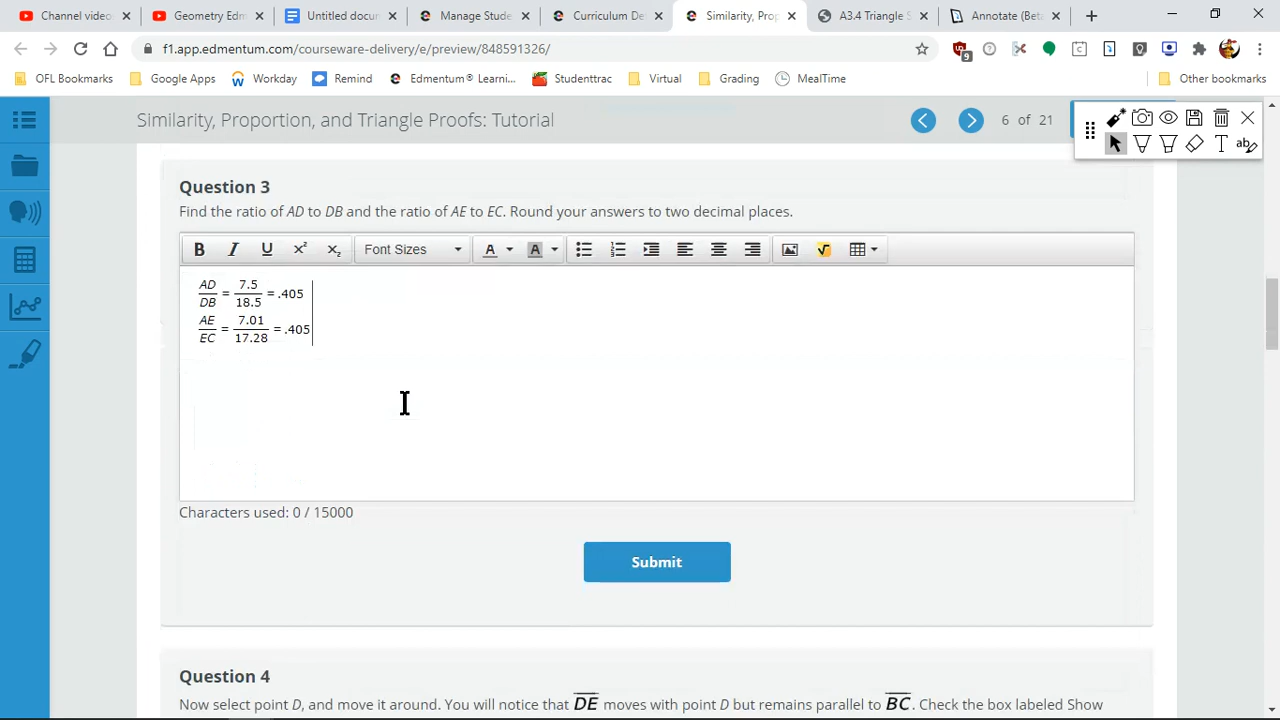 Channel video
Geometry Edm
Untitled docu
Manage Stude
Curriculum De
Similarity, Prop
A3.4 Triangle S
Annotate (Beta
f1.app.edmentum.com/courseware-delivery/e/preview/848591326/
9
OFL Bookmarks
Google Apps
Workday
Remind
Edmentum® Learni...
Studenttrac
Virtual
Grading
MealTime
Other bookmarks
Similarity, Proportion, and Triangle Proofs: Tutorial
6 of 21
Question 3
Find the ratio of AD to DB and the ratio of AE to EC. Round your answers to two decimal places.
B I U x² x₂ Font Sizes A A
AD/DB = 7.5/18.5 = .405
AE/EC = 7.01/17.28 = .405
Characters used: 0 / 15000
Submit
Question 4
Now select point D, and move it around. You will notice that DE moves with point D but remains parallel to BC. Check the box labeled Show